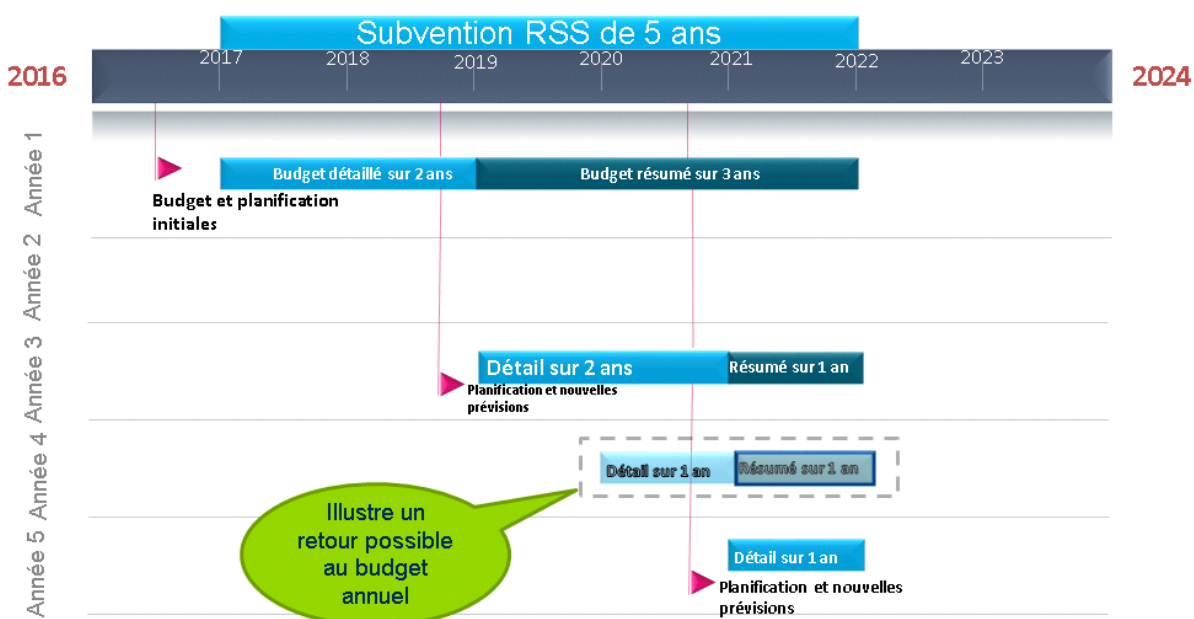 Subvention RSS de 5 ans
2016
2017
2018
2019
2020
2021
2022
2023
2024
Année 1
Budget détaillé sur 2 ans
Budget résumé sur 3 ans
Budget et planification
initiales
Année 2
Année 3
Détail sur 2 ans
Résumé sur 1 an
Planification et nouvelles
prévisions
Année 4
Détail sur 1 an
Résumé sur 1 an
Illustre un
retour possible
au budget
annuel
Année 5
Détail sur 1 an
Planification et nouvelles
prévisions